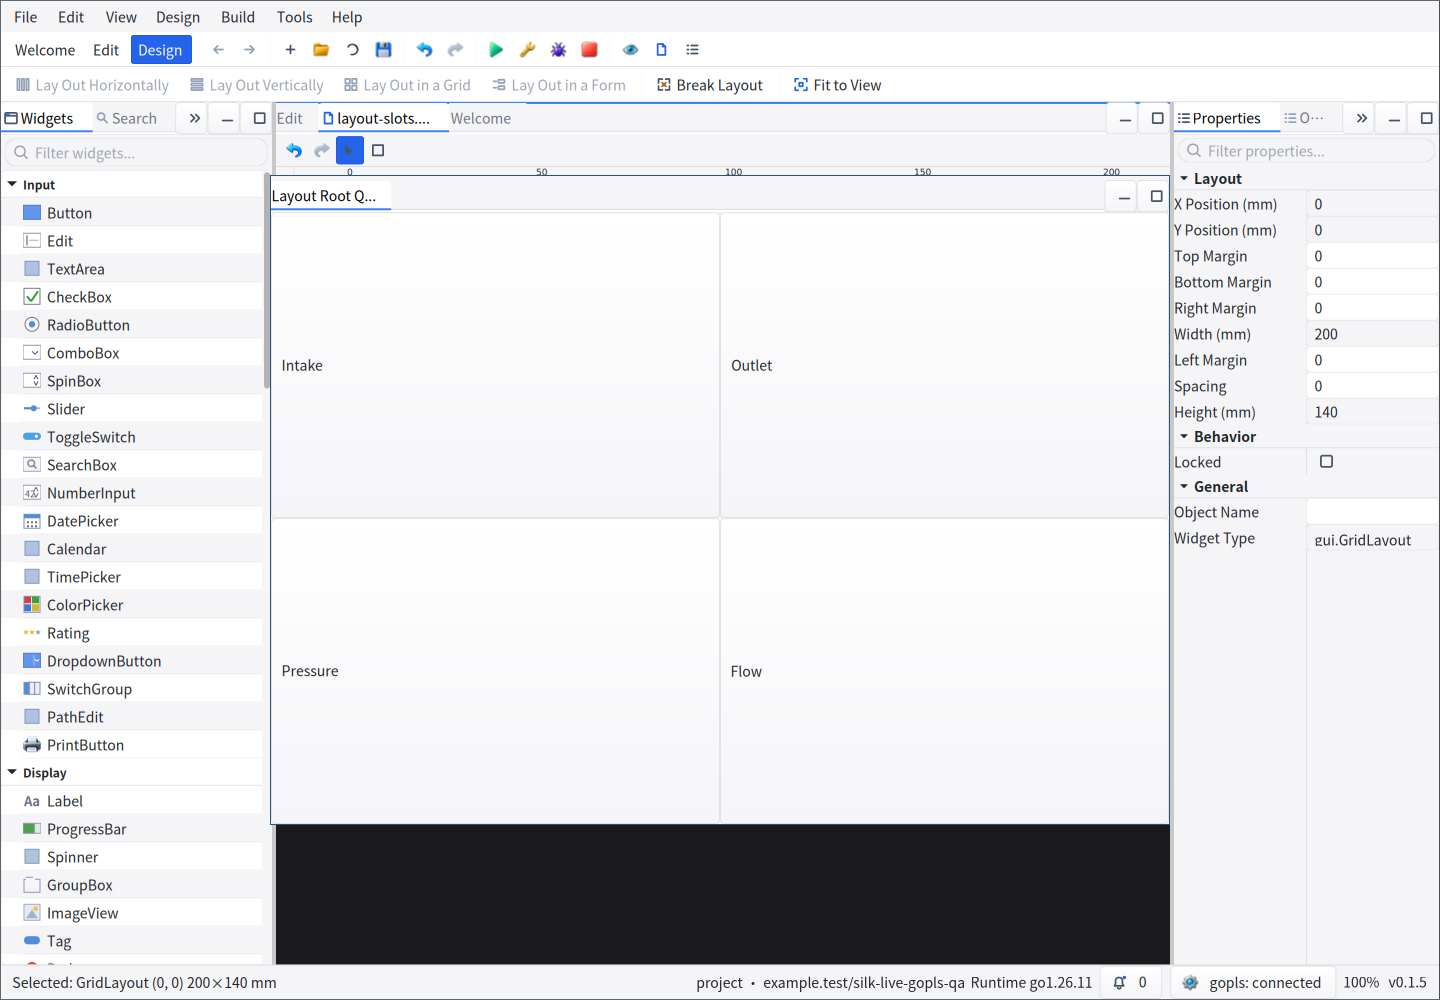 File Edit View Design Build Tools Help
Welcome Edit Design
Lay Out Horizontally Lay Out Vertically Lay Out in a Grid Lay Out in a Form Break Layout Fit to View
Widgets Search
Filter widgets...
Input
Button
Edit
TextArea
CheckBox
RadioButton
ComboBox
SpinBox
Slider
ToggleSwitch
SearchBox
NumberInput
DatePicker
Calendar
TimePicker
ColorPicker
Rating
DropdownButton
SwitchGroup
PathEdit
PrintButton
Display
Aa Label
ProgressBar
Spinner
GroupBox
ImageView
Tag
Edit layout-slots.... Welcome
0 50 100 150 200
Layout Root Q...
Intake Outlet
Pressure Flow
Properties O...
Filter properties...
Layout
X Position (mm) 0
Y Position (mm) 0
Top Margin 0
Bottom Margin 0
Right Margin 0
Width (mm) 200
Left Margin 0
Spacing 0
Height (mm) 140
Behavior
Locked
General
Object Name
Widget Type gui.GridLayout
Selected: GridLayout (0, 0) 200×140 mm project • example.test/silk-live-gopls-qa Runtime go1.26.11 0 gopls: connected 100% v0.1.5